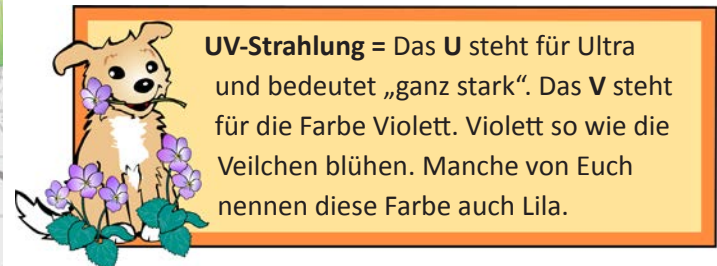 UV-Strahlung = Das U steht für Ultra
und bedeutet „ganz stark“. Das V steht
für die Farbe Violett. Violett so wie die
Veilchen blühen. Manche von Euch
nennen diese Farbe auch Lila.